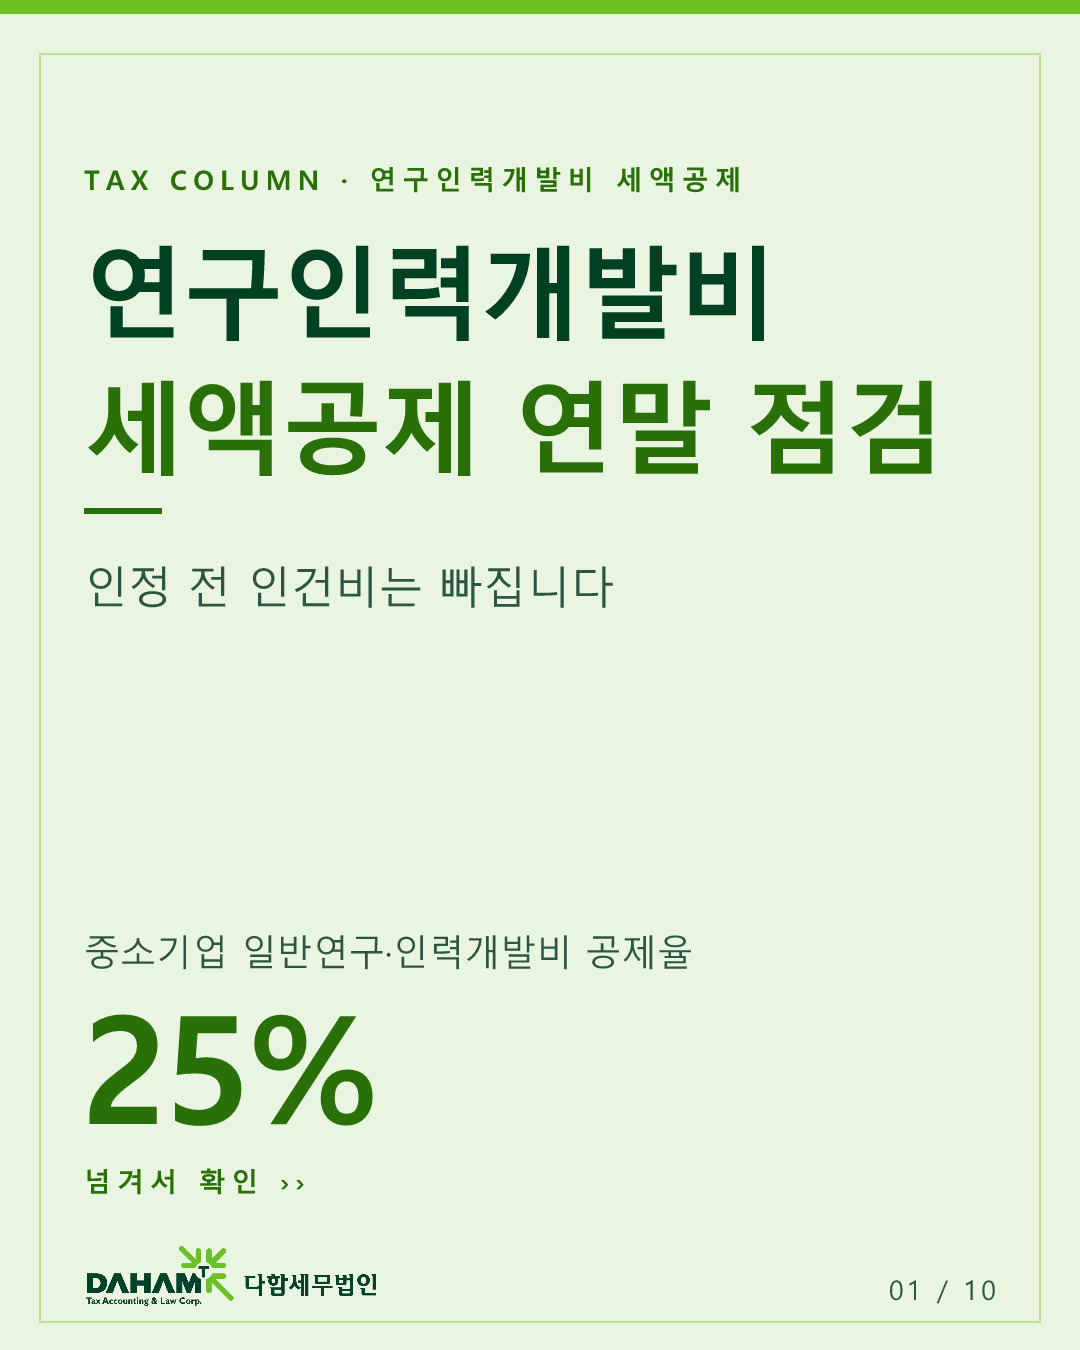 TAX COLUMN · 연구인력개발비 세액공제
연구인력개발비
세액공제 연말 점검
인정 전 인건비는 빠집니다
중소기업 일반연구·인력개발비 공제율
25%
넘겨서 확인 ››
DAHAM T
Tax Accounting & Law Corp.
다함세무법인
01 / 10